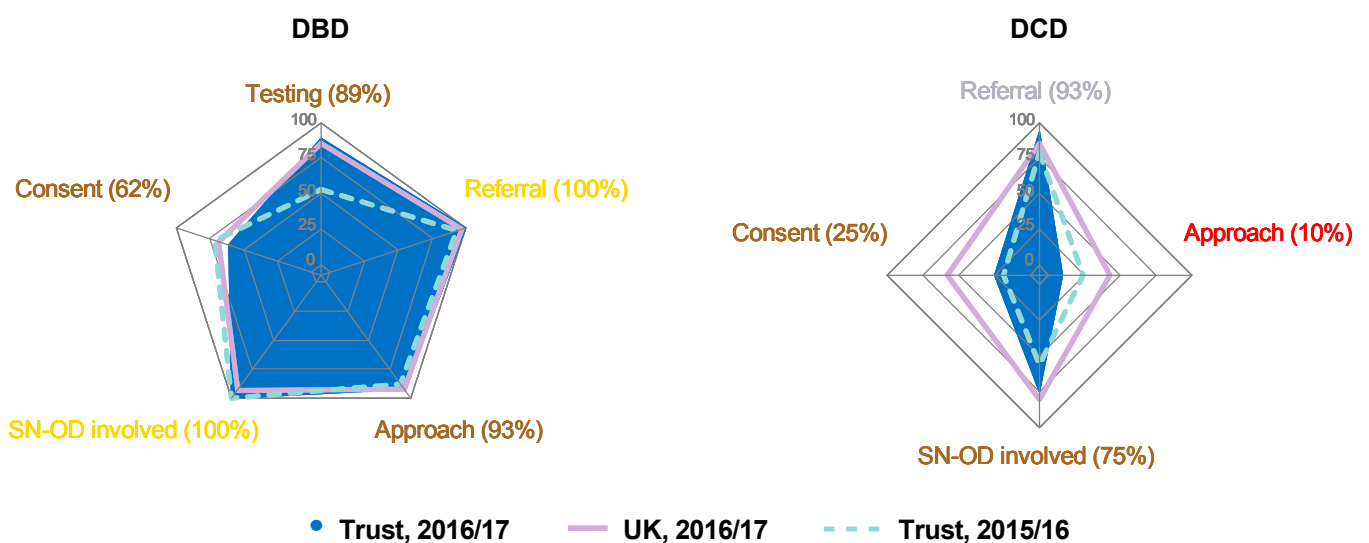 DBD
Testing (89%)
100
75
50
25
0
Consent (62%)
Referral (100%)
SN-OD involved (100%)
Approach (93%)
DCD
Referral (93%)
100
75
50
25
0
Consent (25%)
Approach (10%)
SN-OD involved (75%)
Trust, 2016/17
UK, 2016/17
Trust, 2015/16